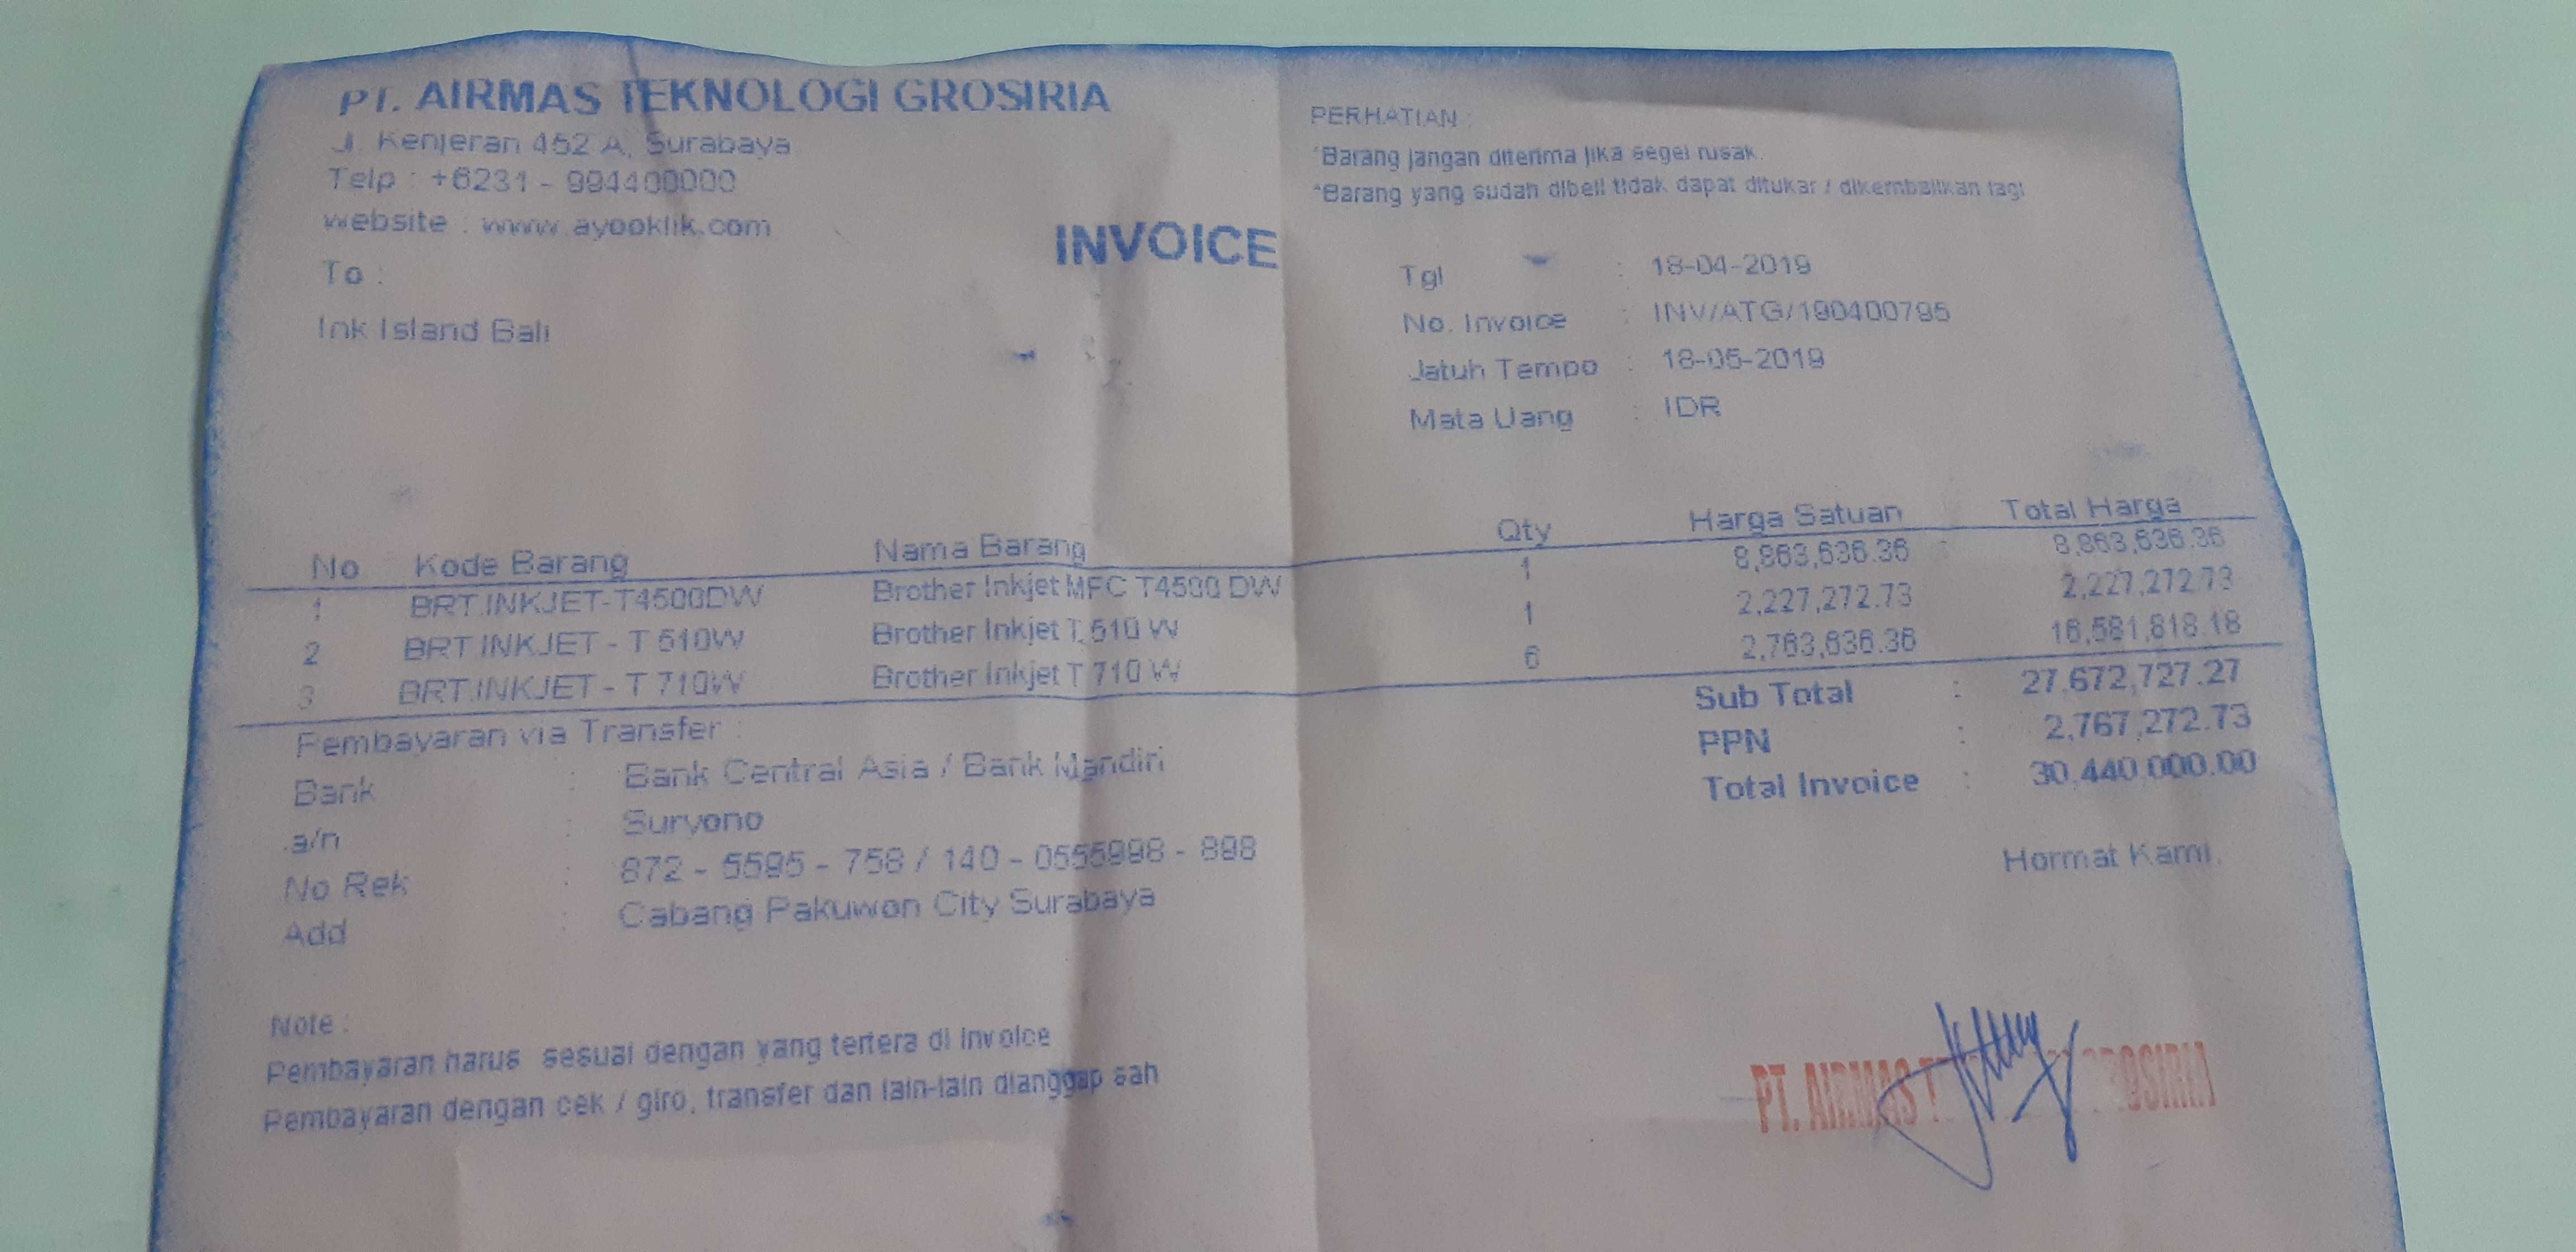 PT. AIRMAS TEKNOLOGI GROSIRIA
Jl. Kenjeran 452 A, Surabaya
Telp : +6231 - 994400000
website : www.ayooklik.com
PERHATIAN :
*Barang jangan diterima jika segel rusak.
*Barang yang sudah dibeli tidak dapat ditukar / dikembalikan lagi
INVOICE
To :
Ink Island Bali
Tgl : 18-04-2019
No. Invoice : INV/ATG/190400795
Jatuh Tempo : 18-05-2019
Mata Uang : IDR
No Kode Barang Nama Barang Qty Harga Satuan Total Harga
1 BRT.INKJET-T4500DW Brother Inkjet MFC T4500 DW 1 8,863,636.36 8,863,636.36
2 BRT.INKJET - T 510W Brother Inkjet T 510 W 1 2,227,272.73 2,227,272.73
3 BRT.INKJET - T 710W Brother Inkjet T 710 W 6 2,763,636.36 16,581,818.18
Sub Total : 27,672,727.27
PPN : 2,767,272.73
Total Invoice : 30,440,000.00
Pembayaran via Transfer :
Bank : Bank Central Asia / Bank Mandiri
a/n : Suryono
No Rek : 872 - 5595 - 758 / 140 - 0555998 - 898
Add : Cabang Pakuwon City Surabaya
Hormat Kami,
Note :
Pembayaran harus sesuai dengan yang tertera di invoice
Pembayaran dengan cek / giro, transfer dan lain-lain dianggap sah
PT. AIRMAS GROSIRIA